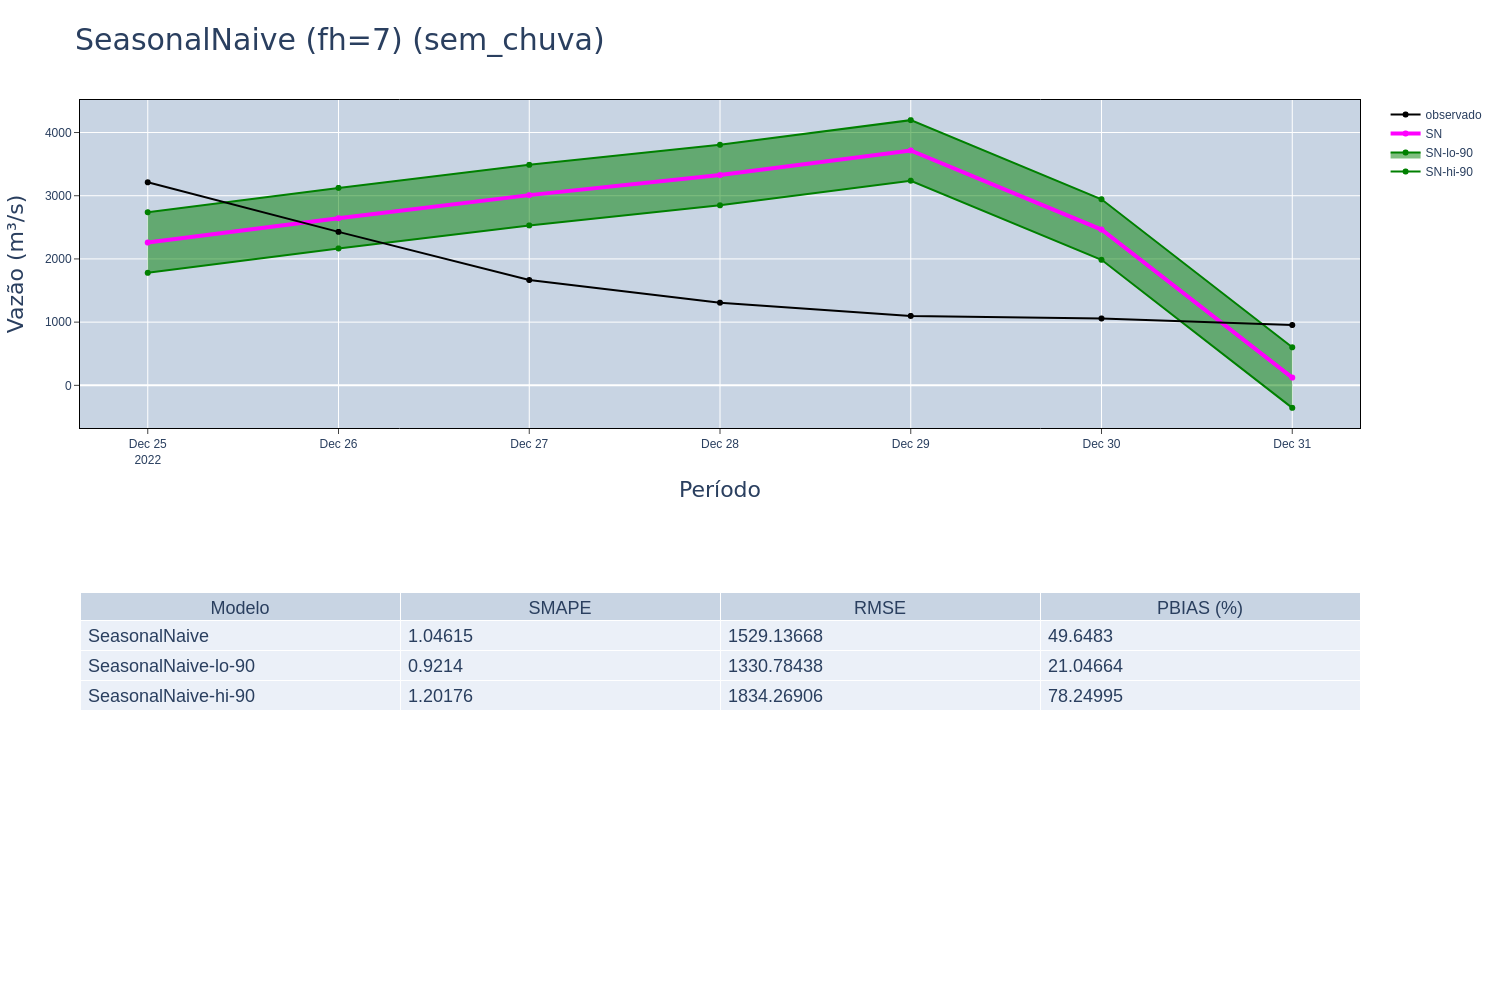 SeasonalNaive (fh=7) (sem_chuva)
observado
SN
SN-lo-90
SN-hi-90
Vazão (m³/s)
4000
3000
2000
1000
0
Dec 25
2022
Dec 26
Dec 27
Dec 28
Dec 29
Dec 30
Dec 31
Período
Modelo SMAPE RMSE PBIAS (%)
SeasonalNaive 1.04615 1529.13668 49.6483
SeasonalNaive-lo-90 0.9214 1330.78438 21.04664
SeasonalNaive-hi-90 1.20176 1834.26906 78.24995